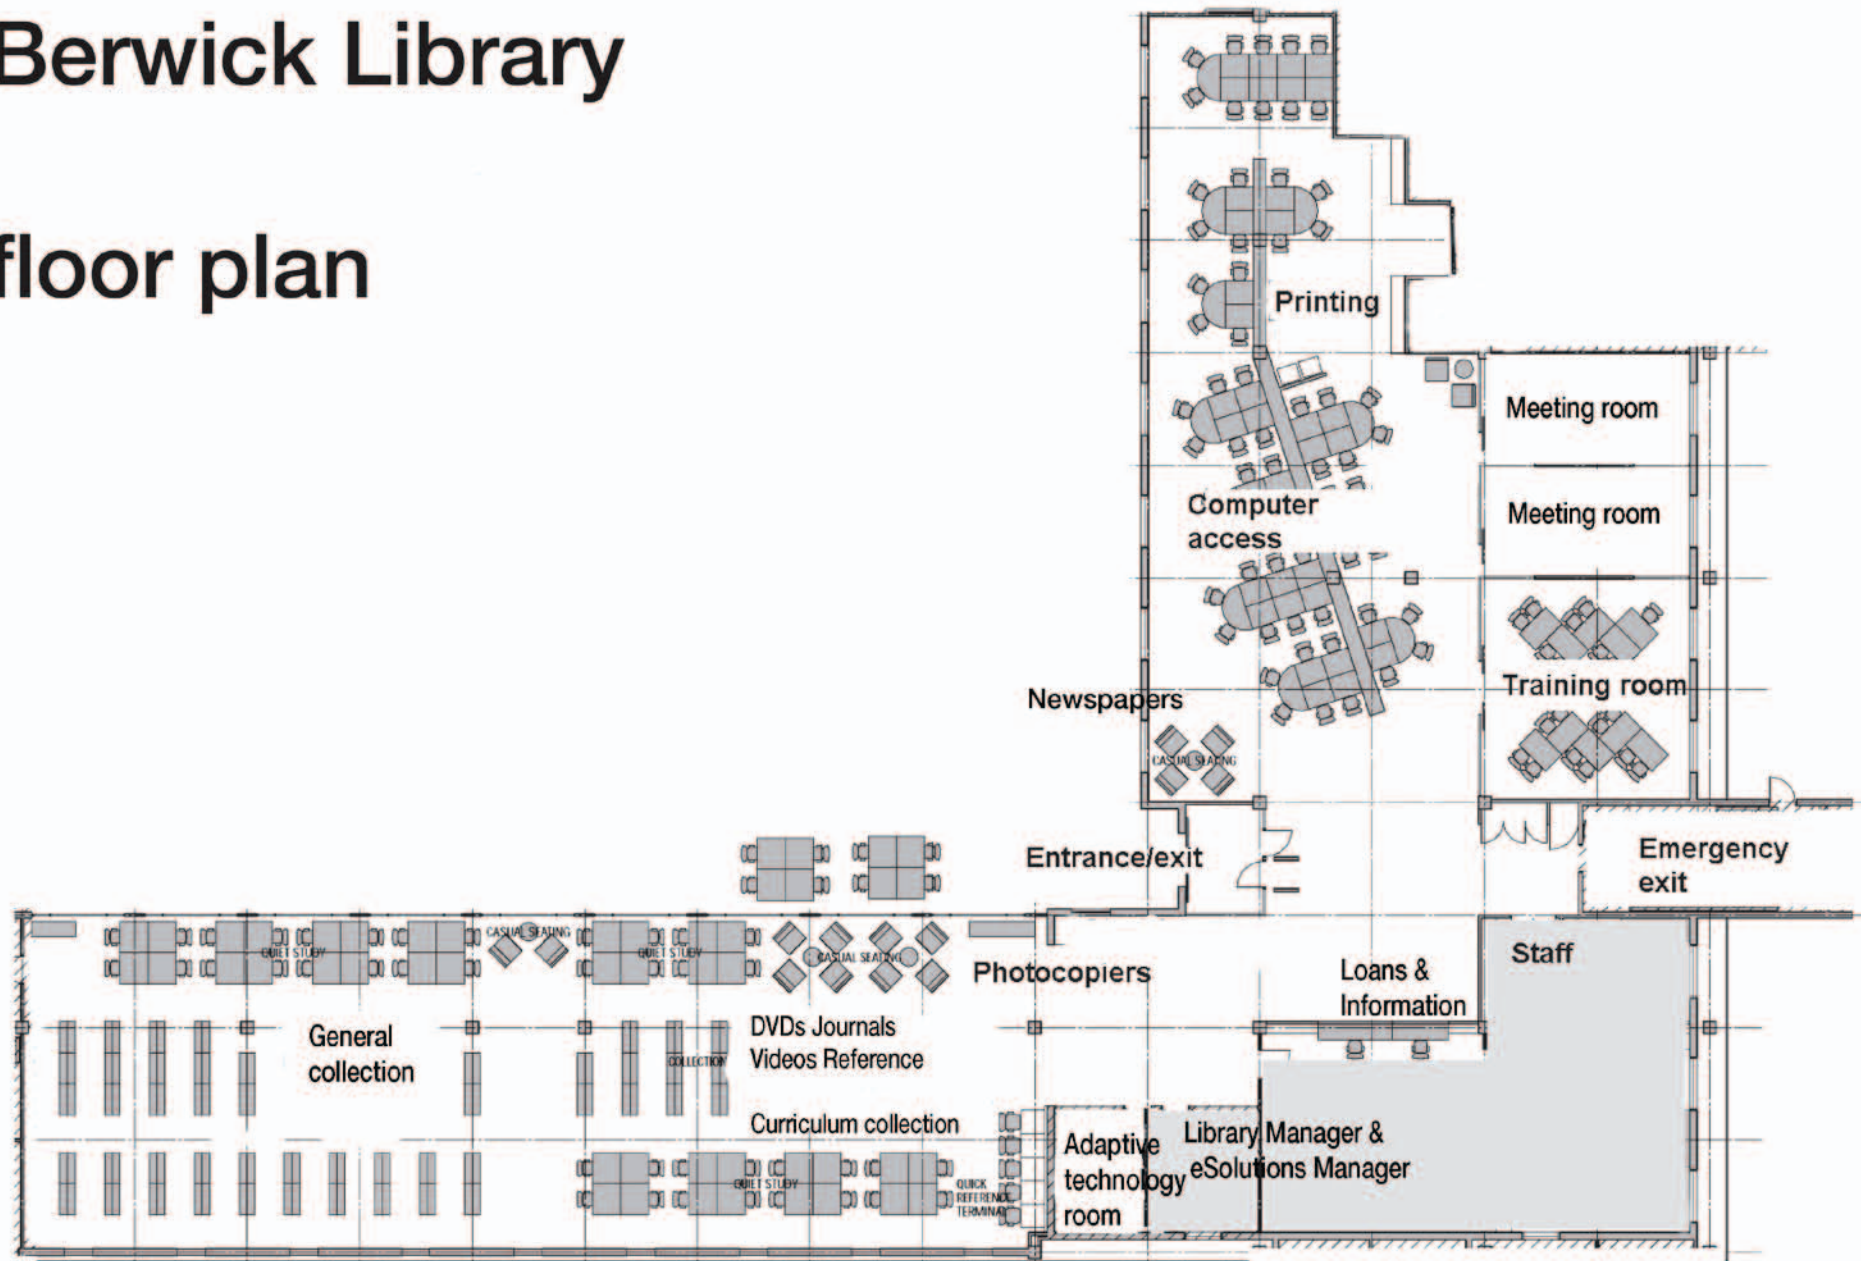 Berwick Library
floor plan
Printing
Meeting room
Meeting room
Computer
access
Training room
Newspapers
CASUAL SEATING
Entrance/exit
Emergency
exit
CASUAL SEATING
QUIET STUDY
QUIET STUDY
CASUAL SEATING
Photocopiers
Loans &
Information
Staff
General
collection
COLLECTION
DVDs Journals
Videos Reference
Curriculum collection
QUIET STUDY
QUICK
REFERENCE
TERMINAL
Adaptive
technology
room
Library Manager &
eSolutions Manager